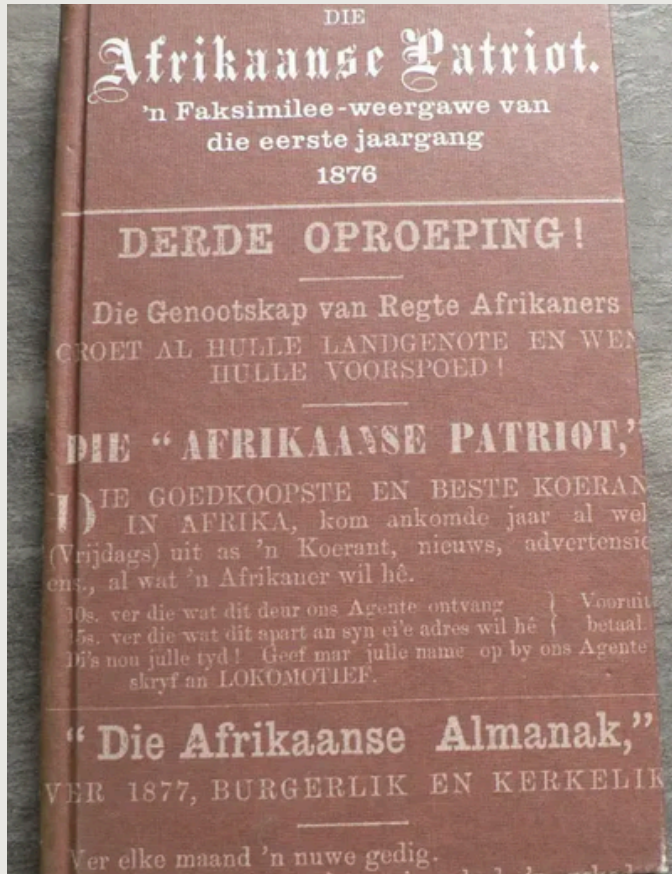 DIE
Afrikaanse Patriot.
'n Faksimilee-weergawe van
die eerste jaargang
1876
DERDE OPROEPING!
Die Genootskap van Regte Afrikaners
GROET AL HULLE LANDGENOTE EN WEN
HULLE VOORSPOED!
DIE "AFRIKAANSE PATRIOT,"
DIE GOEDKOOPSTE EN BESTE KOERAN
IN AFRIKA, kom ankomde jaar al wel
(Vrijdags) uit as 'n Koerant, nieuws, advertensie
ens., al wat 'n Afrikaner wil hê.
10s. ver die wat dit deur ons Agente ontvang } Vooruit
15s. ver die wat dit apart an syn ei'e adres wil hê } betaal.
Di's nou julle tyd! Geef mar julle name op by ons Agente
skryf an LOKOMOTIEF.
"Die Afrikaanse Almanak,"
VER 1877, BURGERLIK EN KERKELIK
Ver elke maand 'n nuwe gedig.